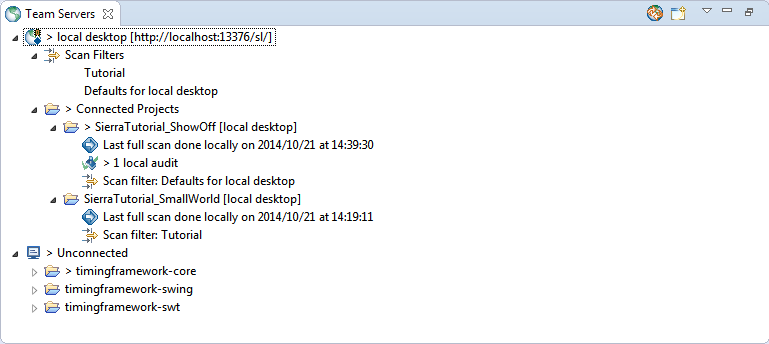 Team Servers
> local desktop [http://localhost:13376/sl/]
Scan Filters
Tutorial
Defaults for local desktop
> Connected Projects
> SierraTutorial_ShowOff [local desktop]
Last full scan done locally on 2014/10/21 at 14:39:30
> 1 local audit
Scan filter: Defaults for local desktop
SierraTutorial_SmallWorld [local desktop]
Last full scan done locally on 2014/10/21 at 14:19:11
Scan filter: Tutorial
> Unconnected
> timingframework-core
timingframework-swing
timingframework-swt